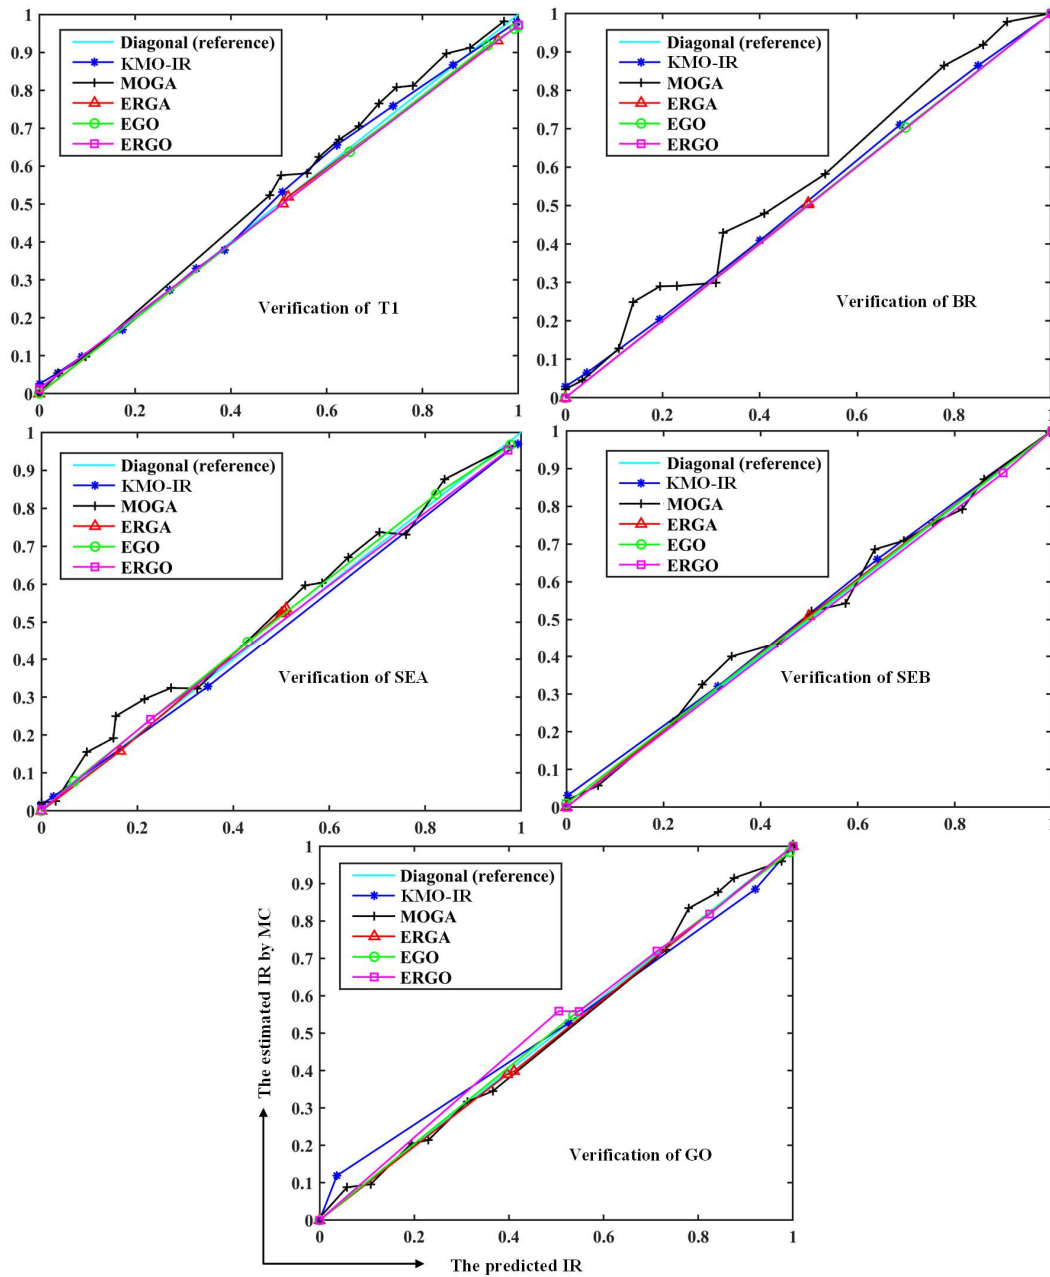 1
0.9
0.8
0.7
0.6
0.5
0.4
0.3
0.2
0.1
0
0 0.2 0.4 0.6 0.8 1
Diagonal (reference)
KMO-IR
MOGA
ERGA
EGO
ERGO
Verification of T1
1
0.9
0.8
0.7
0.6
0.5
0.4
0.3
0.2
0.1
0
0 0.2 0.4 0.6 0.8 1
Diagonal (reference)
KMO-IR
MOGA
ERGA
EGO
ERGO
Verification of BR
1
0.9
0.8
0.7
0.6
0.5
0.4
0.3
0.2
0.1
0
0 0.2 0.4 0.6 0.8 1
Diagonal (reference)
KMO-IR
MOGA
ERGA
EGO
ERGO
Verification of SEA
1
0.9
0.8
0.7
0.6
0.5
0.4
0.3
0.2
0.1
0
0 0.2 0.4 0.6 0.8 1
Diagonal (reference)
KMO-IR
MOGA
ERGA
EGO
ERGO
Verification of SEB
The estimated IR by MC
1
0.9
0.8
0.7
0.6
0.5
0.4
0.3
0.2
0.1
0
0 0.2 0.4 0.6 0.8 1
Diagonal (reference)
KMO-IR
MOGA
ERGA
EGO
ERGO
Verification of GO
The predicted IR